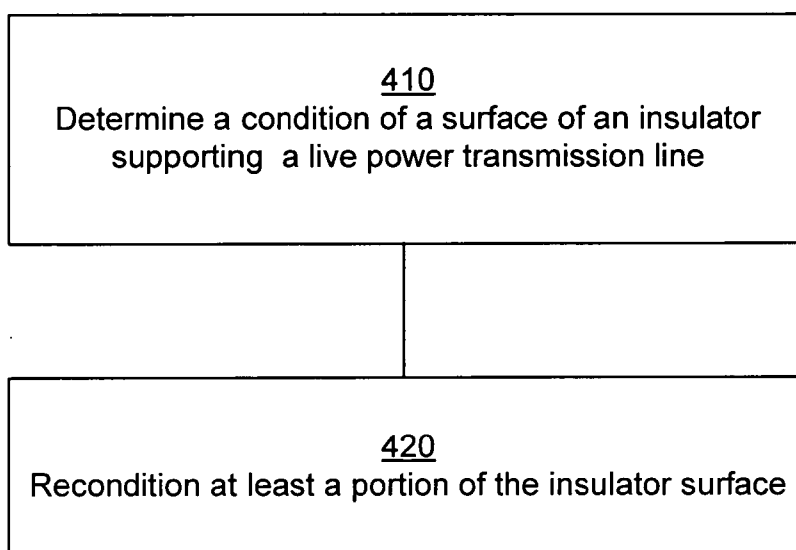 410
Determine a condition of a surface of an insulator
supporting a live power transmission line
420
Recondition at least a portion of the insulator surface